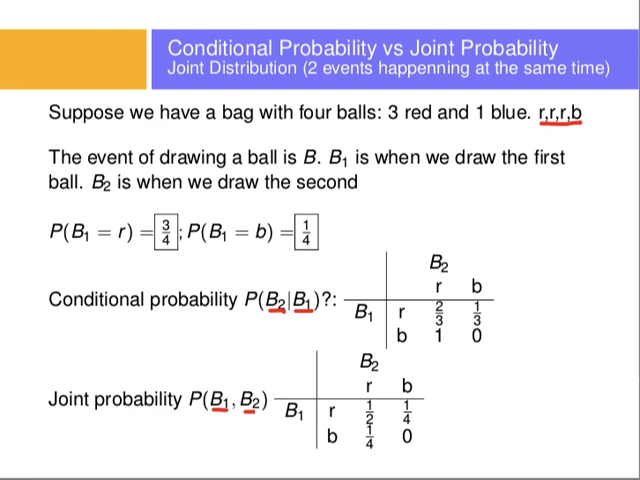 Conditional Probability vs Joint Probability
Joint Distribution (2 events happenning at the same time)
Suppose we have a bag with four balls: 3 red and 1 blue. r,r,r,b
The event of drawing a ball is B. B₁ is when we draw the first
ball. B₂ is when we draw the second
P(B₁ = r) = 3/4; P(B₁ = b) = 1/4
B₂
r b
Conditional probability P(B₂|B₁)?: B₁ r 2/3 1/3
b 1 0
B₂
r b
Joint probability P(B₁, B₂) B₁ r 1/2 1/4
b 1/4 0